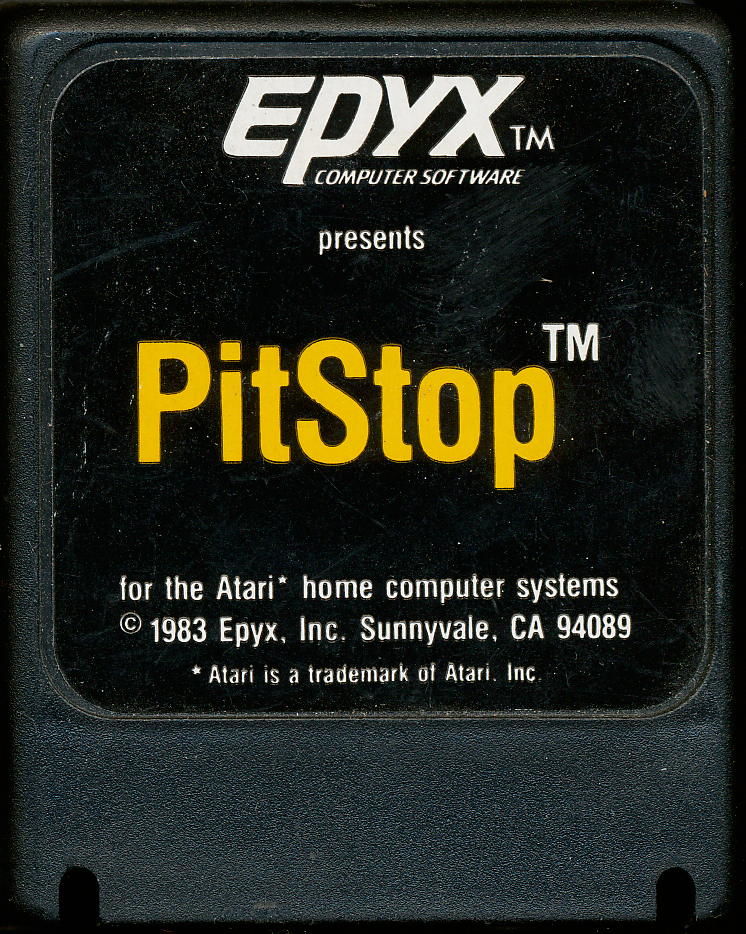 EPYX TM
COMPUTER SOFTWARE
presents
PitStop TM
for the Atari* home computer systems
© 1983 Epyx, Inc. Sunnyvale, CA 94089
* Atari is a trademark of Atari, Inc.